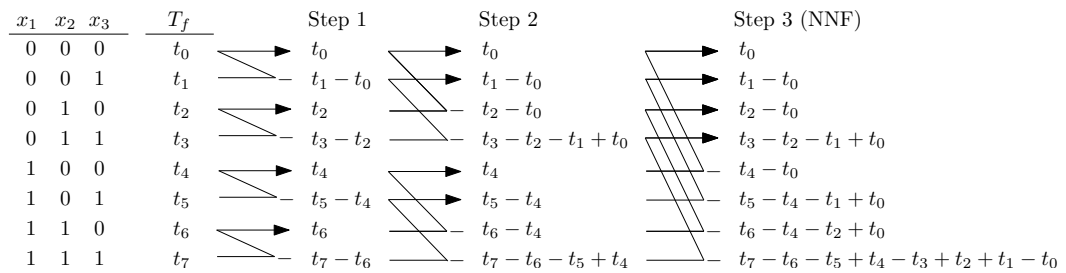 x₁ x₂ x₃ T_f Step 1 Step 2 Step 3 (NNF)
0 0 0 t₀ t₀ t₀ t₀
0 0 1 t₁ − t₁ − t₀ t₁ − t₀ t₁ − t₀
0 1 0 t₂ t₂ − t₂ − t₀ t₂ − t₀
0 1 1 t₃ − t₃ − t₂ − t₃ − t₂ − t₁ + t₀ t₃ − t₂ − t₁ + t₀
1 0 0 t₄ t₄ t₄ − t₄ − t₀
1 0 1 t₅ − t₅ − t₄ t₅ − t₄ − t₅ − t₄ − t₁ + t₀
1 1 0 t₆ t₆ − t₆ − t₄ − t₆ − t₄ − t₂ + t₀
1 1 1 t₇ − t₇ − t₆ − t₇ − t₆ − t₅ + t₄ − t₇ − t₆ − t₅ + t₄ − t₃ + t₂ + t₁ − t₀